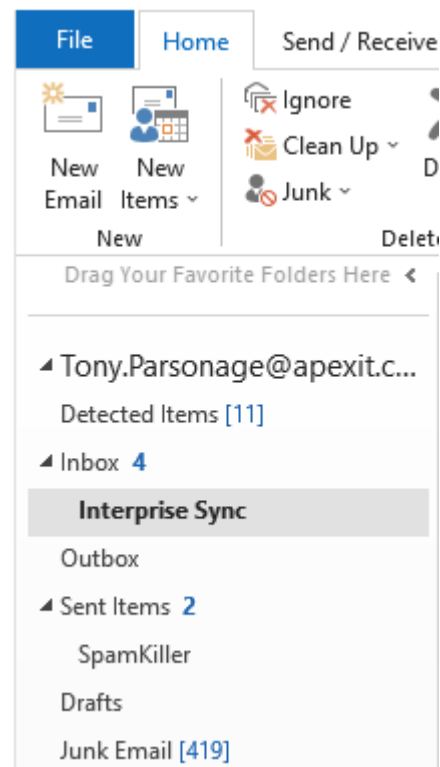 File Home Send / Receive
Ignore
Clean Up
New Email New Items
Junk
New Delete
Drag Your Favorite Folders Here
Tony.Parsonage@apexit.c...
Detected Items [11]
Inbox 4
Interprise Sync
Outbox
Sent Items 2
SpamKiller
Drafts
Junk Email [419]